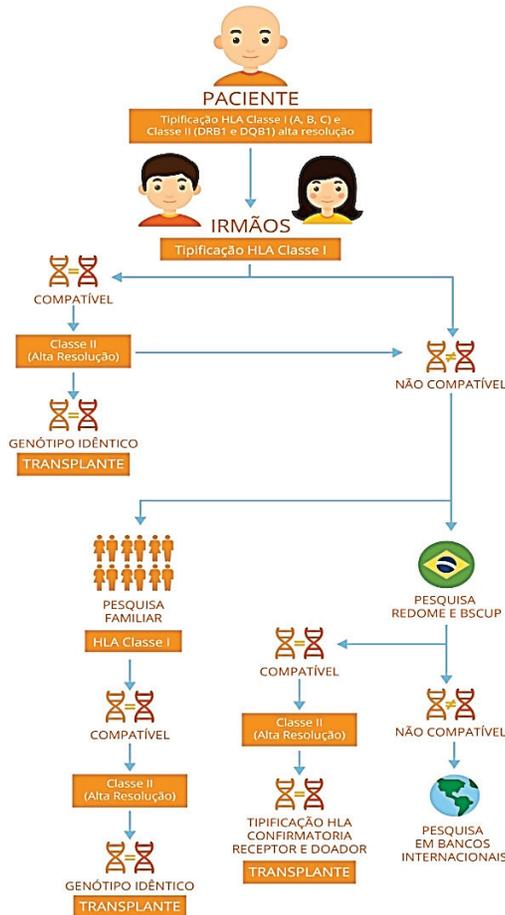 PACIENTE
Tipificação HLA Classe I (A, B, C) e
Classe II (DRB1 e DQB1) alta resolução
IRMÃOS
Tipificação HLA Classe I
COMPATÍVEL
Classe II
(Alta Resolução)
GENÓTIPO IDÊNTICO
TRANSPLANTE
NÃO COMPATÍVEL
PESQUISA
FAMILIAR
HLA Classe I
COMPATÍVEL
Classe II
(Alta Resolução)
GENÓTIPO IDÊNTICO
TRANSPLANTE
PESQUISA
REDOME E BSCUP
COMPATÍVEL
Classe II
(Alta Resolução)
TIPIFICAÇÃO HLA
CONFIRMATORIA
RECEPTOR E DOADOR
TRANSPLANTE
NÃO COMPATÍVEL
PESQUISA
EM BANCOS
INTERNACIONAIS